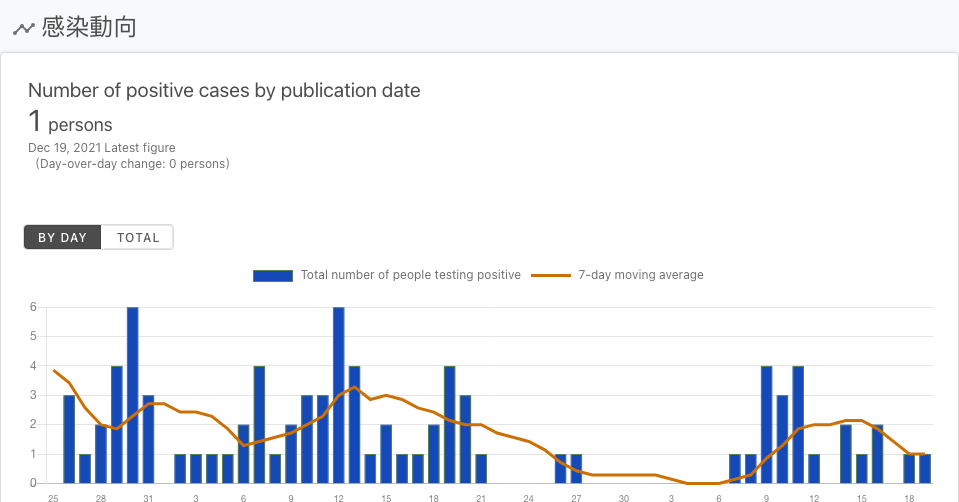 感染動向
Number of positive cases by publication date
1 persons
Dec 19, 2021 Latest figure
(Day-over-day change: 0 persons)
BY DAY TOTAL
Total number of people testing positive 7-day moving average
6
5
4
3
2
1
0
25 28 31 3 6 9 12 15 18 21 24 27 30 3 6 9 12 15 18